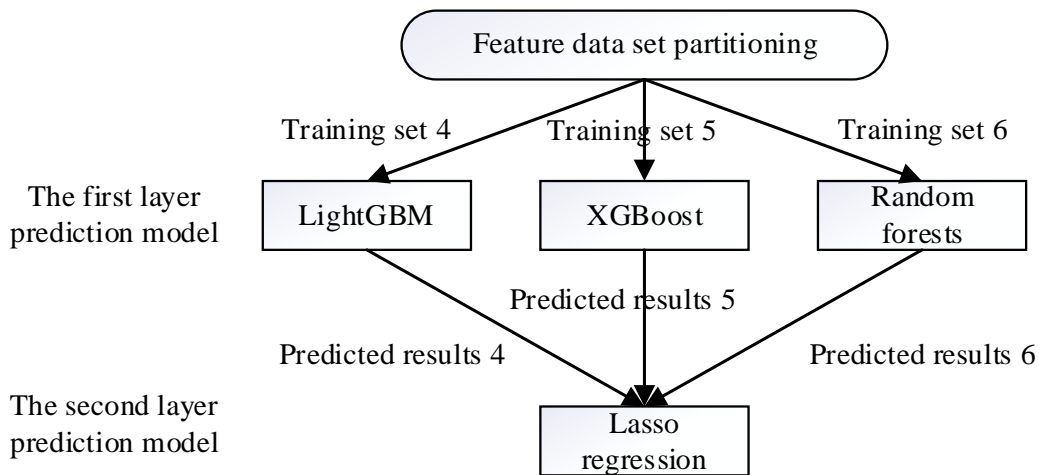 Feature data set partitioning
Training set 4
Training set 5
Training set 6
The first layer
prediction model
LightGBM
XGBoost
Random
forests
Predicted results 5
Predicted results 4
Predicted results 6
The second layer
prediction model
Lasso
regression